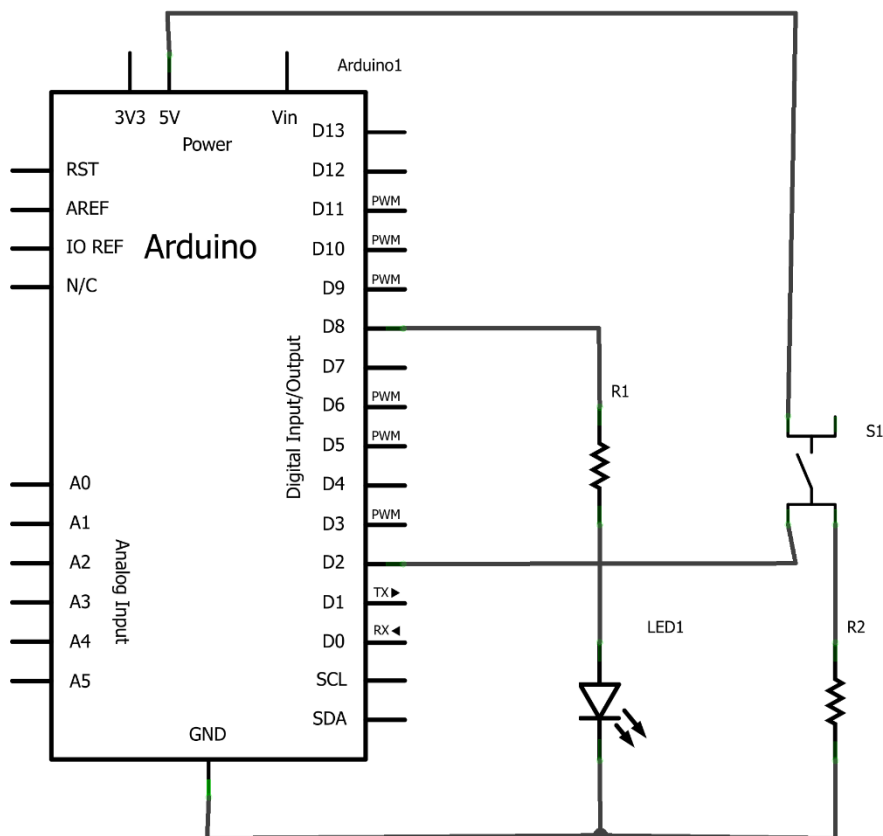 Arduino1
3V3 5V Vin
Power
D13
RST D12
AREF D11 PWM
Arduino
IO REF D10 PWM
N/C D9 PWM
D8
D7
R1
D6 PWM
S1
D5 PWM
Digital Input/Output
A0 D4
A1 D3 PWM
A2 D2
Analog Input
A3 D1 TX
A4 D0 RX
LED1 R2
A5 SCL
SDA
GND